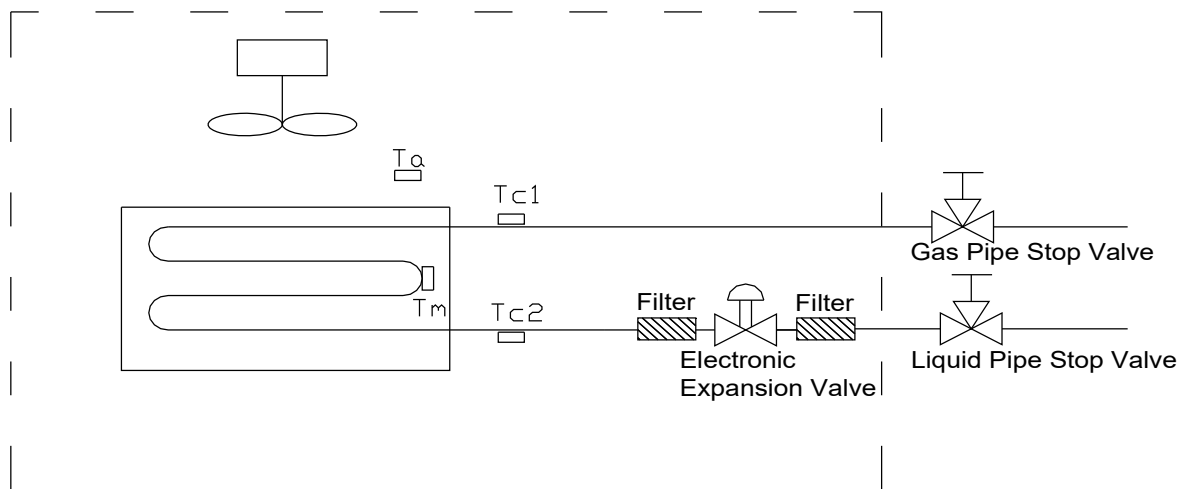 Ta
Tc1
Gas Pipe Stop Valve
Tm
Tc2
Filter
Filter
Electronic
Expansion Valve
Liquid Pipe Stop Valve